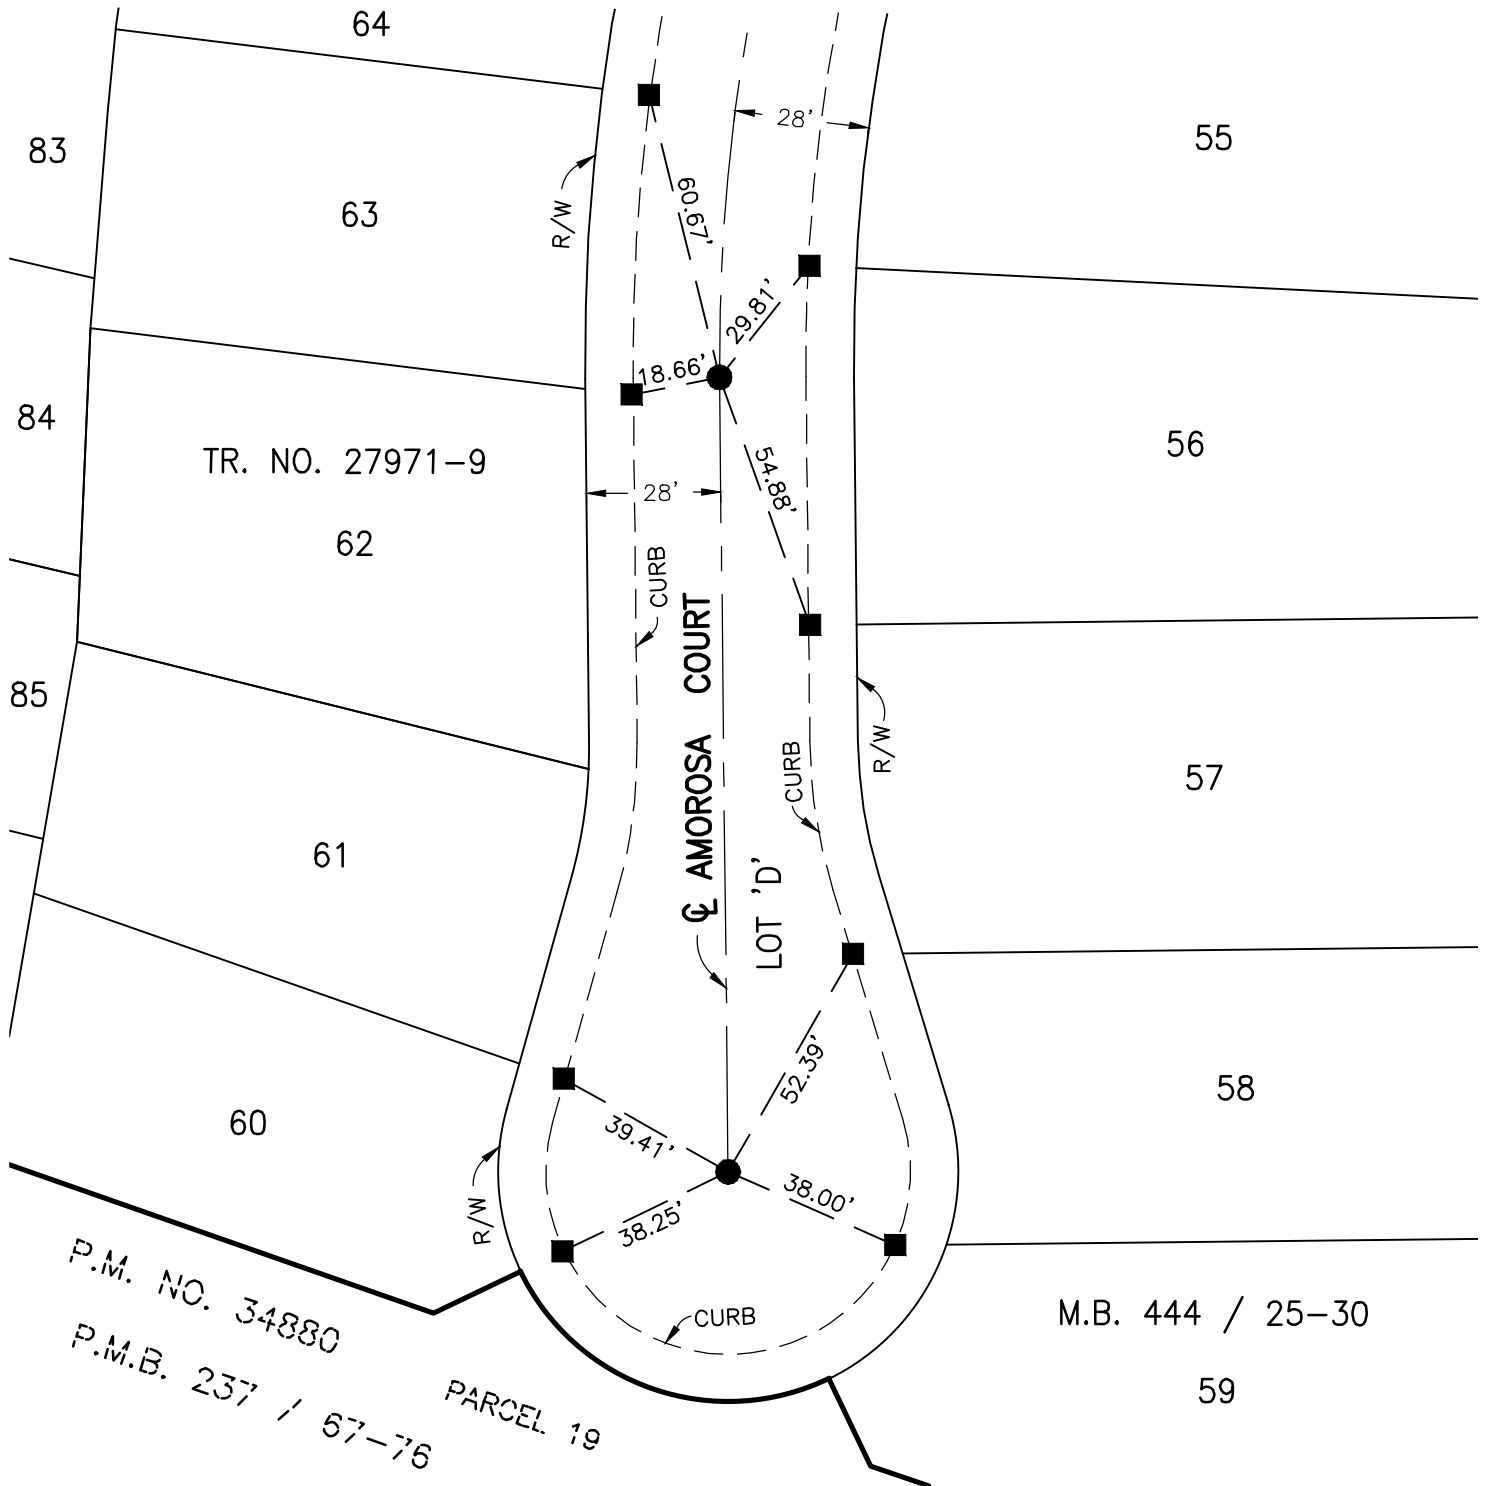 64
83
28'
55
60.67'
63
R/W
29.81'
18.66'
84
TR. NO. 27971-9
56
54.88'
28'
62
CURB
85
℄ AMOROSA COURT
R/W
CURB
57
61
LOT 'D'
52.39'
58
60
39.41'
38.00'
R/W
38.25'
P.M. NO. 34880
CURB
M.B. 444 / 25-30
P.M.B. 237 / 67-76
PARCEL 19
59